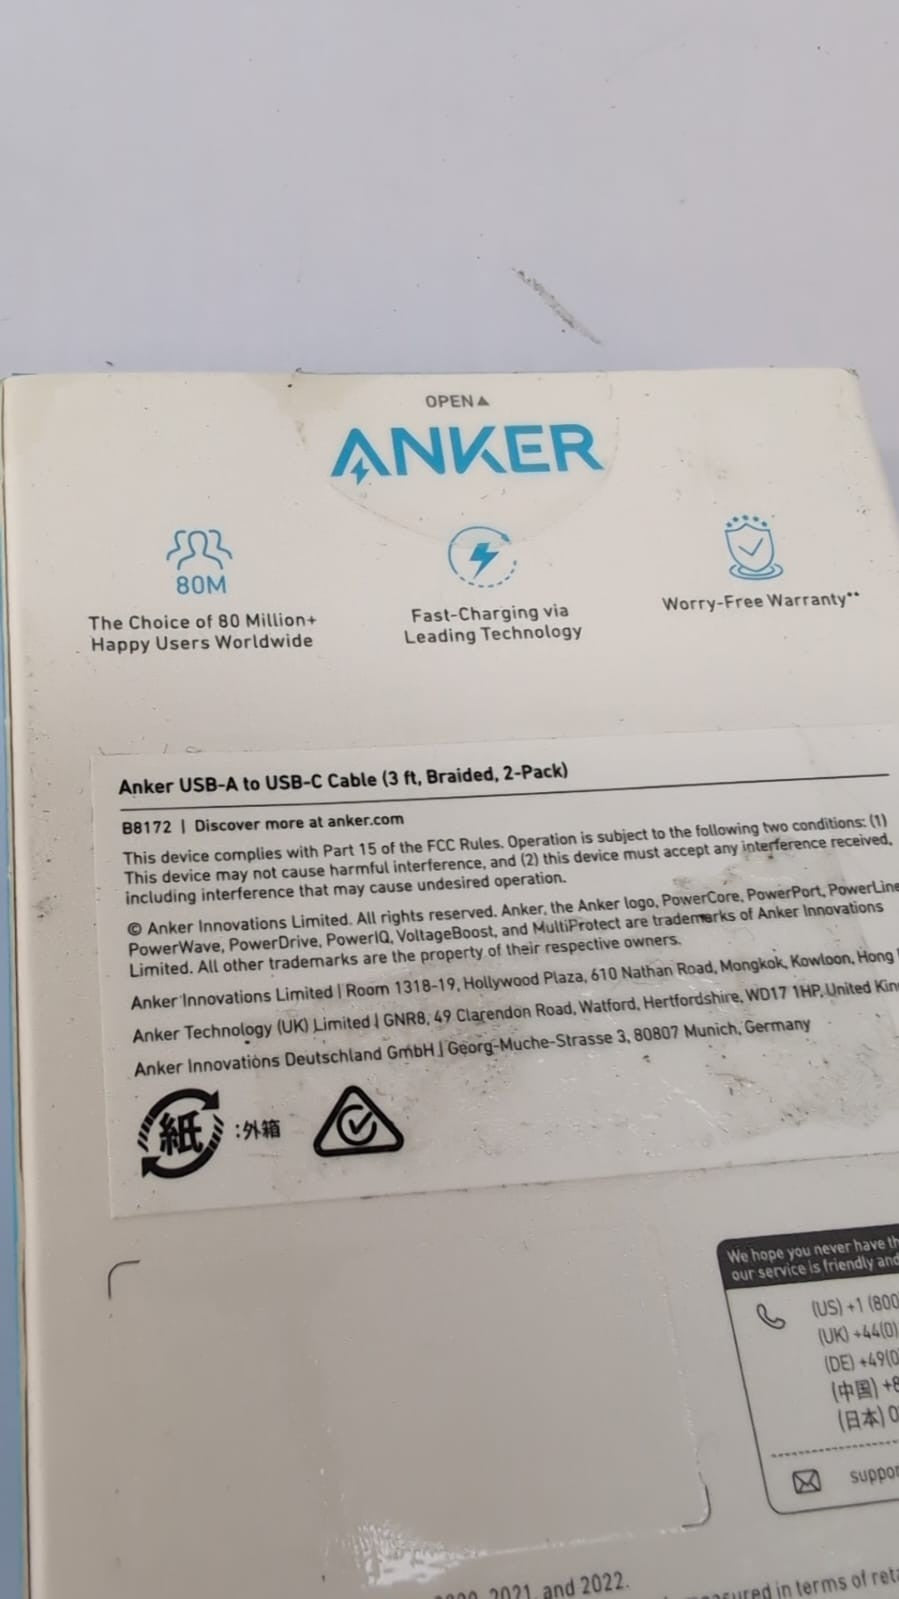 OPEN▲
ANKER
80M
The Choice of 80 Million+
Happy Users Worldwide
Fast-Charging via
Leading Technology
Worry-Free Warranty**
Anker USB-A to USB-C Cable (3 ft, Braided, 2-Pack)
B8172 | Discover more at anker.com
This device complies with Part 15 of the FCC Rules. Operation is subject to the following two conditions: (1)
This device may not cause harmful interference, and (2) this device must accept any interference received,
including interference that may cause undesired operation.
© Anker Innovations Limited. All rights reserved. Anker, the Anker logo, PowerCore, PowerPort, PowerLine
PowerWave, PowerDrive, PowerIQ, VoltageBoost, and MultiProtect are trademarks of Anker Innovations
Limited. All other trademarks are the property of their respective owners.
Anker Innovations Limited | Room 1318-19, Hollywood Plaza, 610 Nathan Road, Mongkok, Kowloon, Hong
Anker Technology (UK) Limited | GNR8, 49 Clarendon Road, Watford, Hertfordshire, WD17 1HP, United
Anker Innovations Deutschland GmbH | Georg-Muche-Strasse 3, 80807 Munich, Germany
紙 :外箱
We hope you never have
our service is friendly and
(US) +1 (800
(UK) +44(0)
(DE) +49(0
(中国) +8
(日本) 0
2021, and 2022.
in terms of